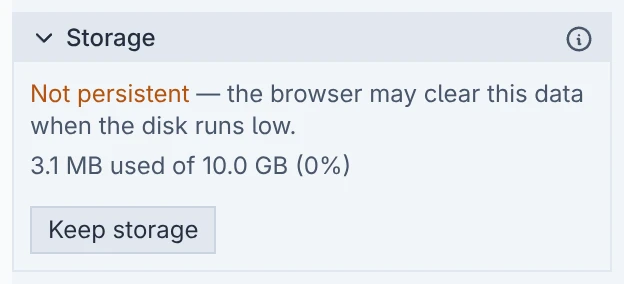 Storage
Not persistent — the browser may clear this data
when the disk runs low.
3.1 MB used of 10.0 GB (0%)
Keep storage